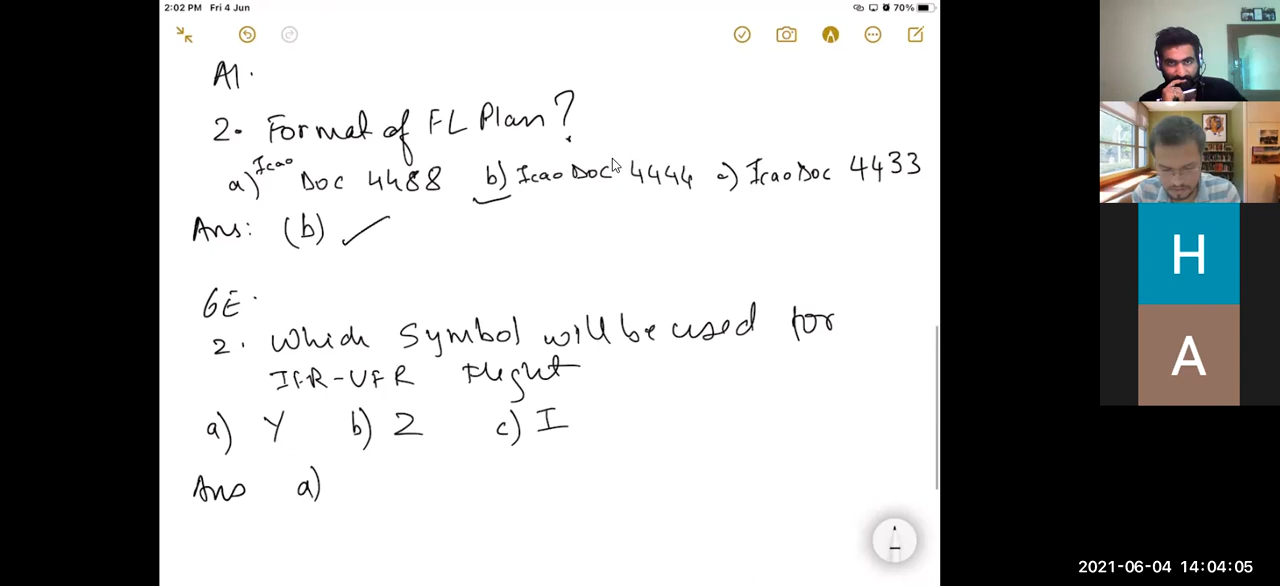 2:02 PM Fri 4 Jun
70%
A1.
2. Format of FL Plan?
a) Icao Doc 4488 b) Icao Doc 4444 c) Icao Doc 4433
Ans: (b)
GE.
2. Which Symbol will be used for
IFR-VFR Flight
a) Y b) Z c) I
Ans a)
H
A
2021-06-04 14:04:05